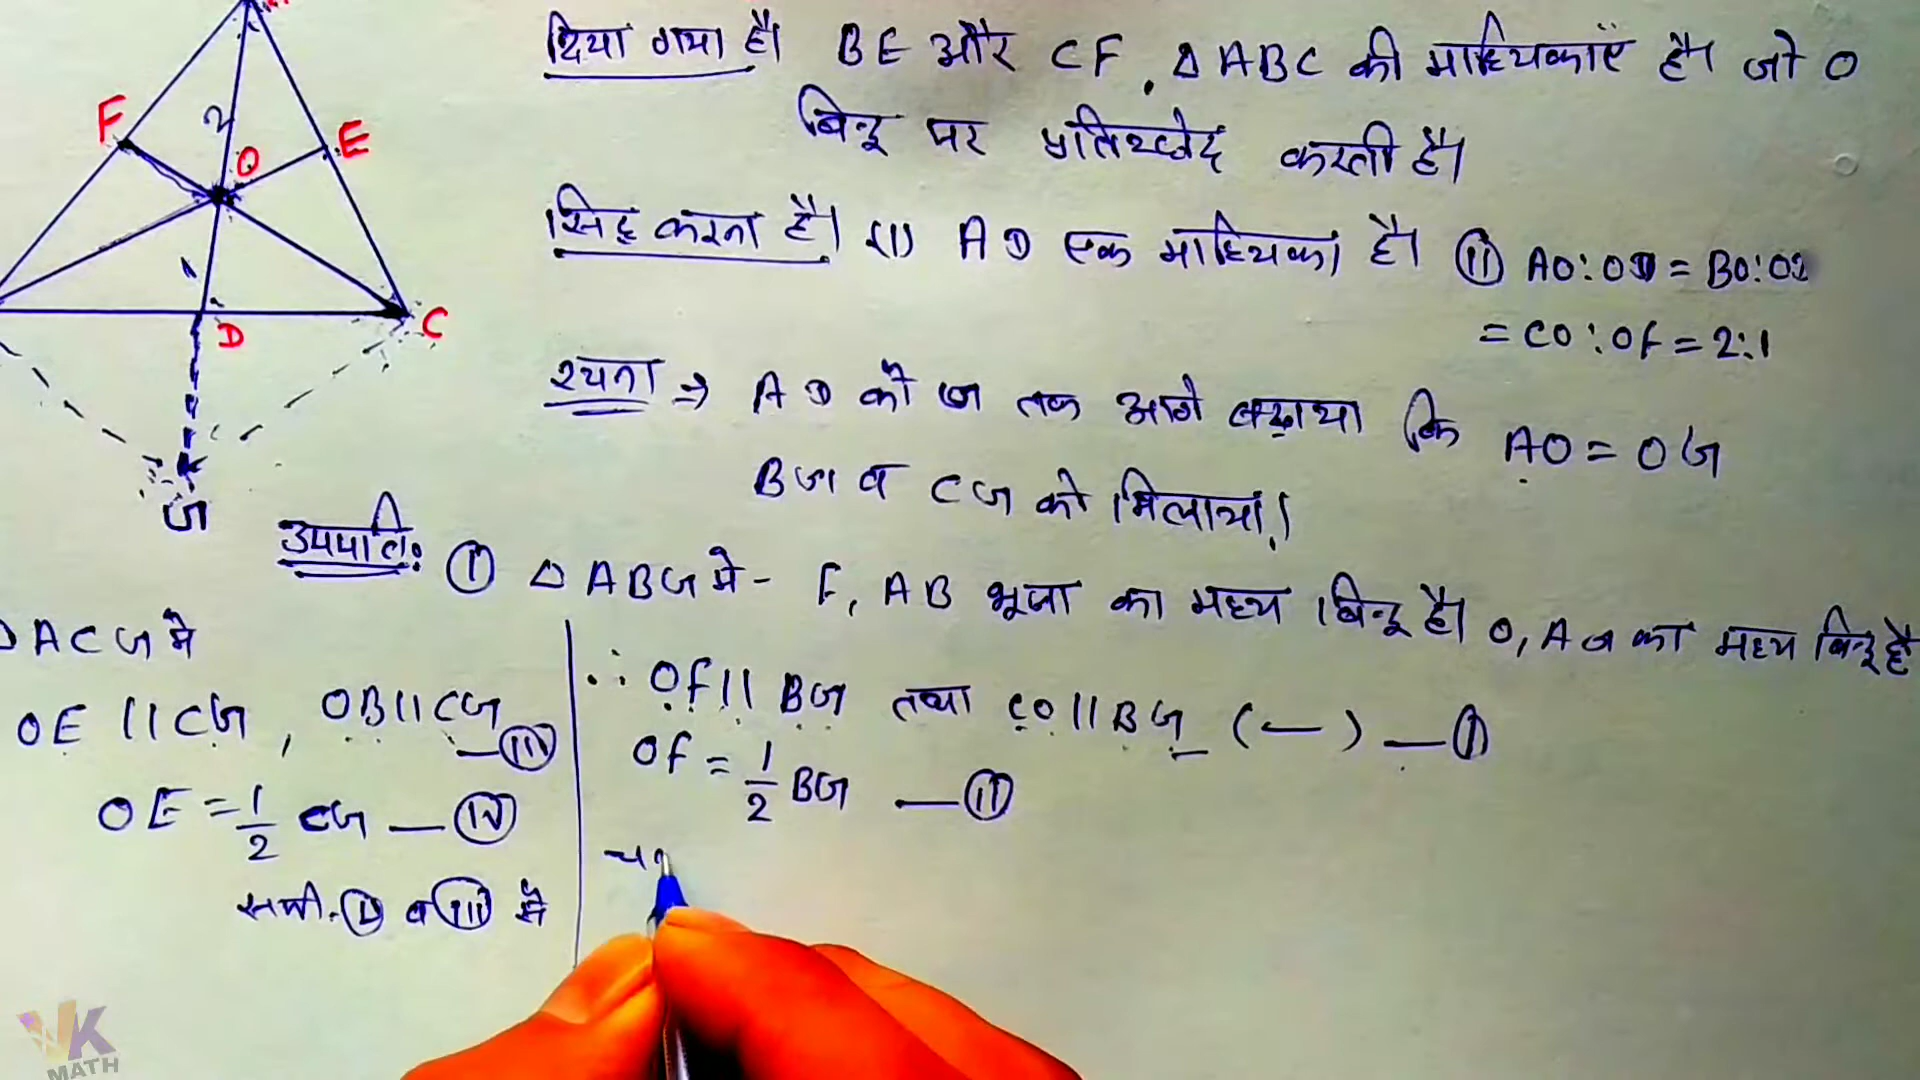 दिया गया है। BE और CF, △ABC की माध्यिकाएँ है। जो O
बिन्दु पर प्रतिच्छेद करती है।
सिद्ध करना है। (1) AD एक माध्यिका है। (ii) AO:OD = BO:OE
= CO:OF = 2:1
रचना ⇒ AD को G तक आगे बढ़ाया कि AO = OG
BG व CG को मिलाया।
उपपत्ति: (I) △ABG मे - F, AB भूजा का मध्य बिन्दु है। O, AG का मध्य बिन्दु है
∴ OF || BG तथा CO || BG (—) — (I)
OF = 1/2 BG — (II)
△ACG मे
OE || CG, OB || CG — (III)
OE = 1/2 CG — (IV)
समी. (I) व (III) से
F
2
O
E
D
C
G
VK
MATH